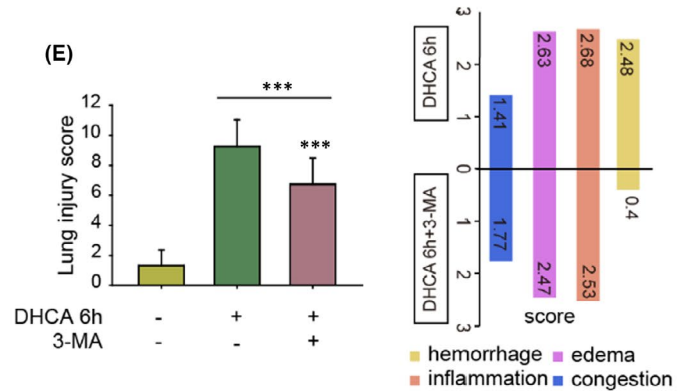 (E)
Lung injury score
12
10
8
6
4
2
0
***
***
DHCA 6h - + +
3-MA - - +
DHCA 6h
DHCA 6h+3-MA
3
2
1
0
1
2
3
1.41
2.63
2.68
2.48
1.77
2.47
2.53
0.4
score
hemorrhage
edema
inflammation
congestion